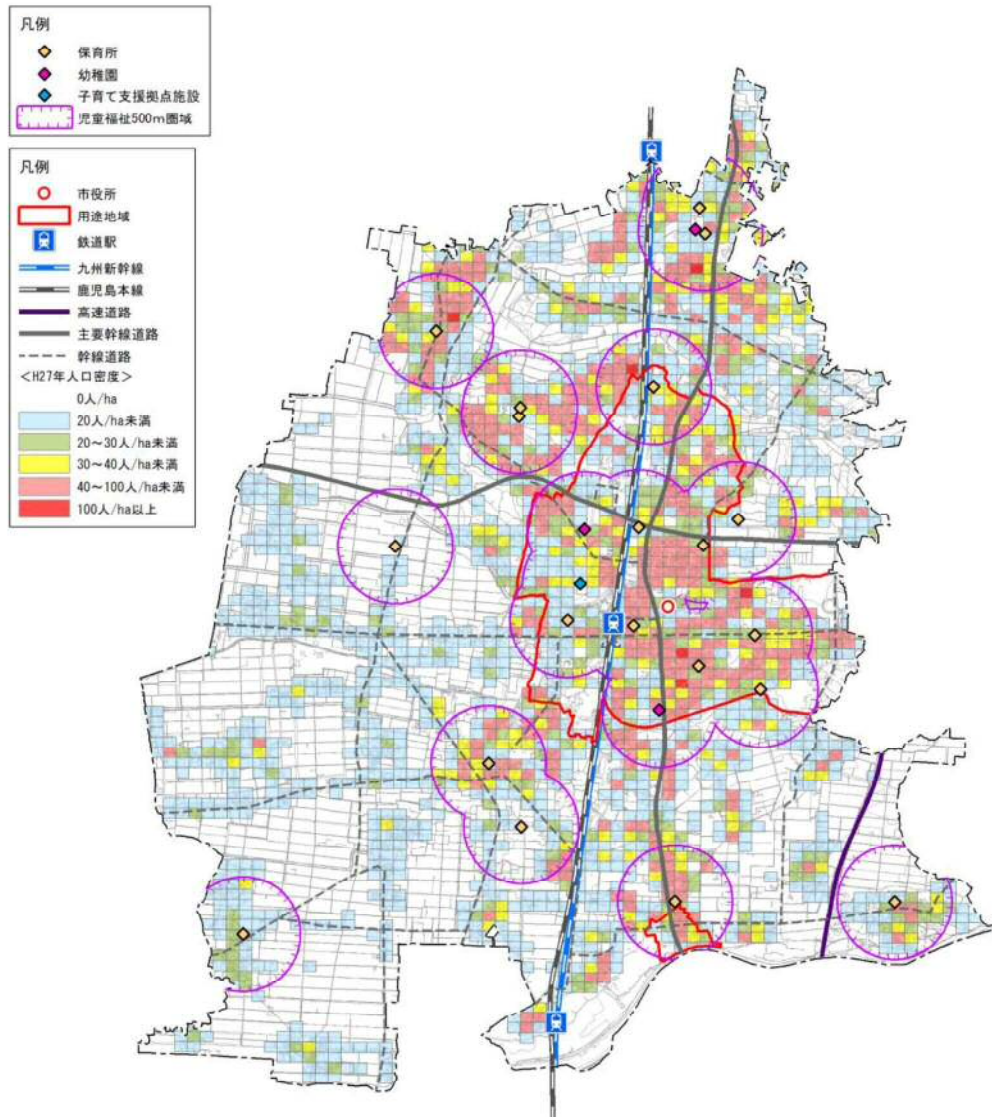 凡例
保育所
幼稚園
子育て支援拠点施設
児童福祉500m圏域
凡例
市役所
用途地域
鉄道駅
九州新幹線
鹿児島本線
高速道路
主要幹線道路
幹線道路
<H27年人口密度>
0人/ha
20人/ha未満
20~30人/ha未満
30~40人/ha未満
40~100人/ha未満
100人/ha以上